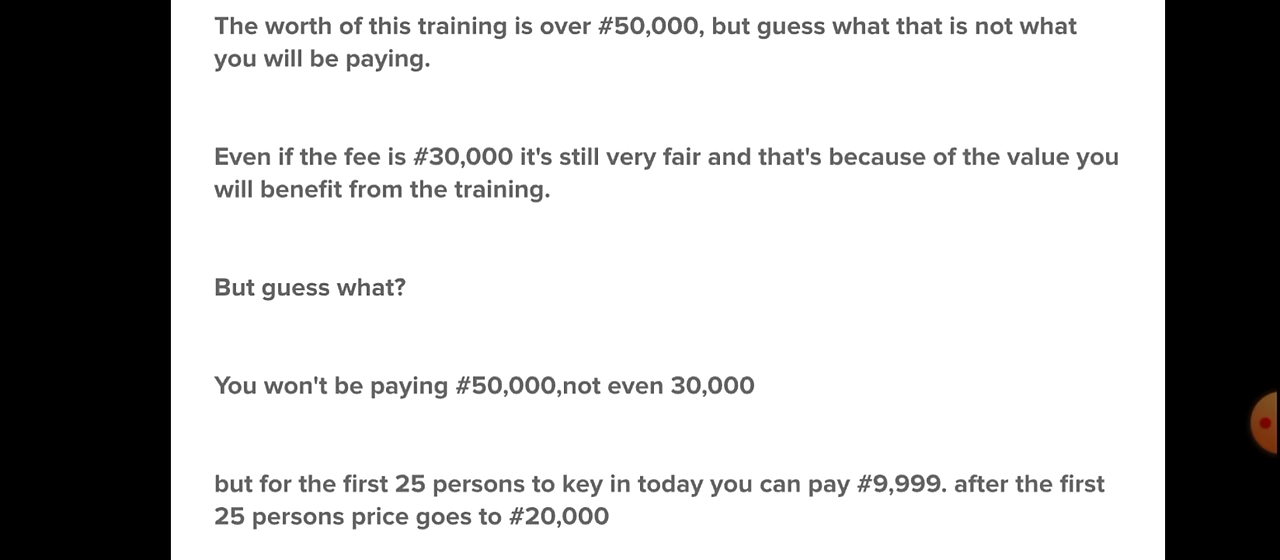 The worth of this training is over #50,000, but guess what that is not what
you will be paying.
Even if the fee is #30,000 it's still very fair and that's because of the value you
will benefit from the training.
But guess what?
You won't be paying #50,000,not even 30,000
but for the first 25 persons to key in today you can pay #9,999. after the first
25 persons price goes to #20,000